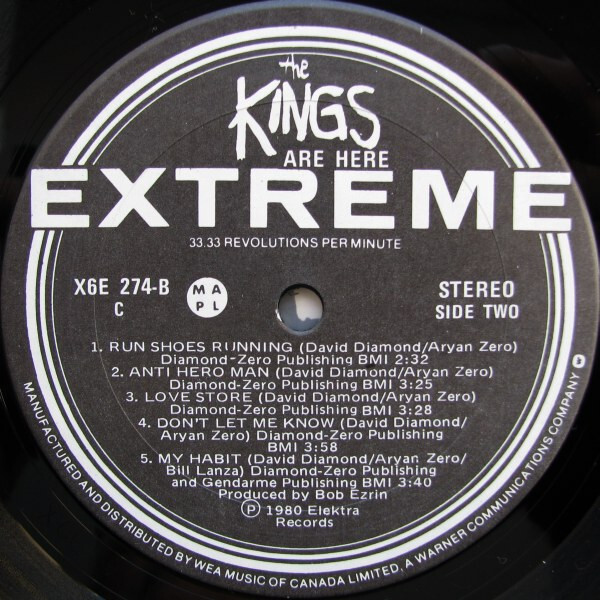 the
KINGS
ARE HERE
EXTREME
33.33 REVOLUTIONS PER MINUTE
X6E 274-B
C
M A
P L
STEREO
SIDE TWO
1. RUN SHOES RUNNING (David Diamond/Aryan Zero)
Diamond-Zero Publishing BMI 2:32
2. ANTI HERO MAN (David Diamond/Aryan Zero)
Diamond-Zero Publishing BMI 3:25
3. LOVE STORE (David Diamond/Aryan Zero)
Diamond-Zero Publishing BMI 3:28
4. DON'T LET ME KNOW (David Diamond/
Aryan Zero) Diamond-Zero Publishing
BMI 3:58
5. MY HABIT (David Diamond/Aryan Zero/
Bill Lanza) Diamond-Zero Publishing
and Gendarme Publishing BMI 3:40
Produced by Bob Ezrin
Ⓟ 1980 Elektra
Records
MANUFACTURED AND DISTRIBUTED BY WEA MUSIC OF CANADA LIMITED, A WARNER COMMUNICATIONS COMPANY